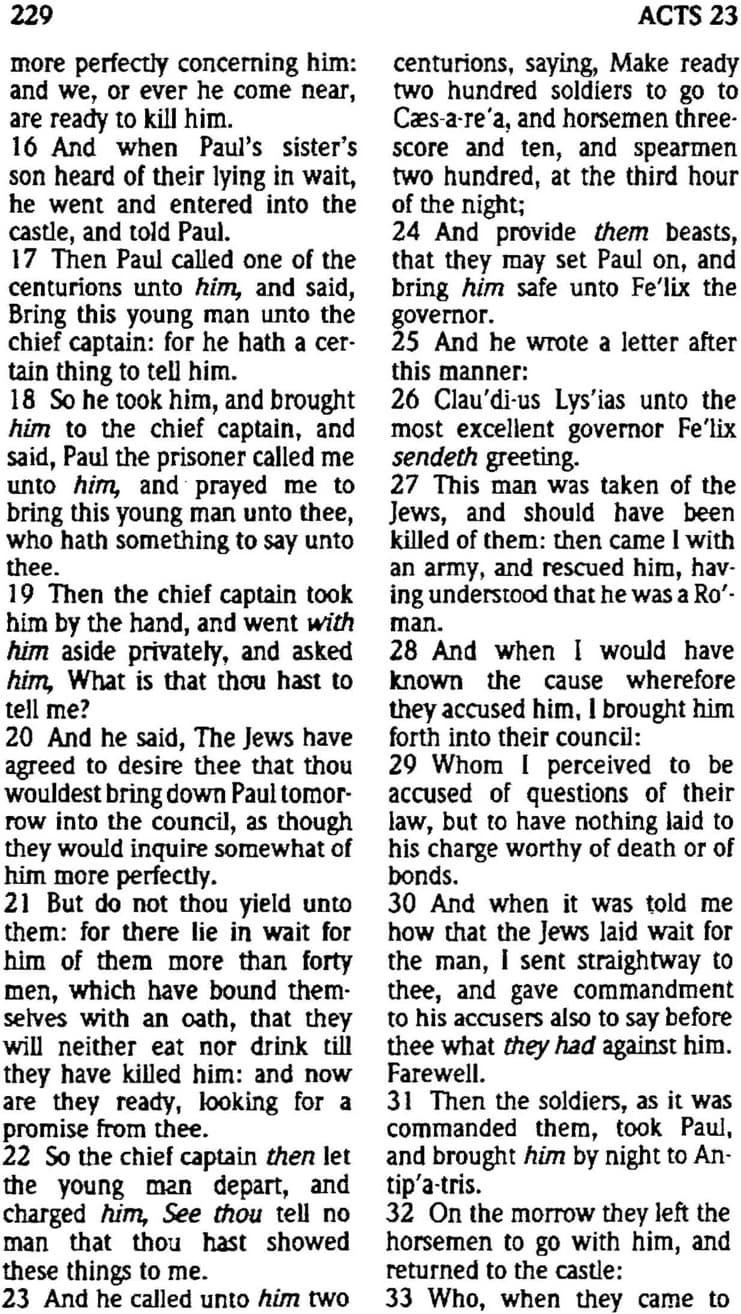 229
ACTS 23
more perfectly concerning him:
and we, or ever he come near,
are ready to kill him.
16 And when Paul's sister's
son heard of their lying in wait,
he went and entered into the
castle, and told Paul.
17 Then Paul called one of the
centurions unto him, and said,
Bring this young man unto the
chief captain: for he hath a cer-
tain thing to tell him.
18 So he took him, and brought
him to the chief captain, and
said, Paul the prisoner called me
unto him, and prayed me to
bring this young man unto thee,
who hath something to say unto
thee.
19 Then the chief captain took
him by the hand, and went with
him aside privately, and asked
him, What is that thou hast to
tell me?
20 And he said, The Jews have
agreed to desire thee that thou
wouldest bring down Paul tomor-
row into the council, as though
they would inquire somewhat of
him more perfectly.
21 But do not thou yield unto
them: for there lie in wait for
him of them more than forty
men, which have bound them-
selves with an oath, that they
will neither eat nor drink till
they have killed him: and now
are they ready, looking for a
promise from thee.
22 So the chief captain then let
the young man depart, and
charged him, See thou tell no
man that thou hast showed
these things to me.
23 And he called unto him two
centurions, saying, Make ready
two hundred soldiers to go to
Cæs-a-re'a, and horsemen three-
score and ten, and spearmen
two hundred, at the third hour
of the night;
24 And provide them beasts,
that they may set Paul on, and
bring him safe unto Fe'lix the
governor.
25 And he wrote a letter after
this manner:
26 Clau'di-us Lys'ias unto the
most excellent governor Fe'lix
sendeth greeting.
27 This man was taken of the
Jews, and should have been
killed of them: then came I with
an army, and rescued him, hav-
ing understood that he was a Ro'-
man.
28 And when I would have
known the cause wherefore
they accused him, I brought him
forth into their council:
29 Whom I perceived to be
accused of questions of their
law, but to have nothing laid to
his charge worthy of death or of
bonds.
30 And when it was told me
how that the Jews laid wait for
the man, I sent straightway to
thee, and gave commandment
to his accusers also to say before
thee what they had against him.
Farewell.
31 Then the soldiers, as it was
commanded them, took Paul,
and brought him by night to An-
tip'a-tris.
32 On the morrow they left the
horsemen to go with him, and
returned to the castle:
33 Who, when they came to